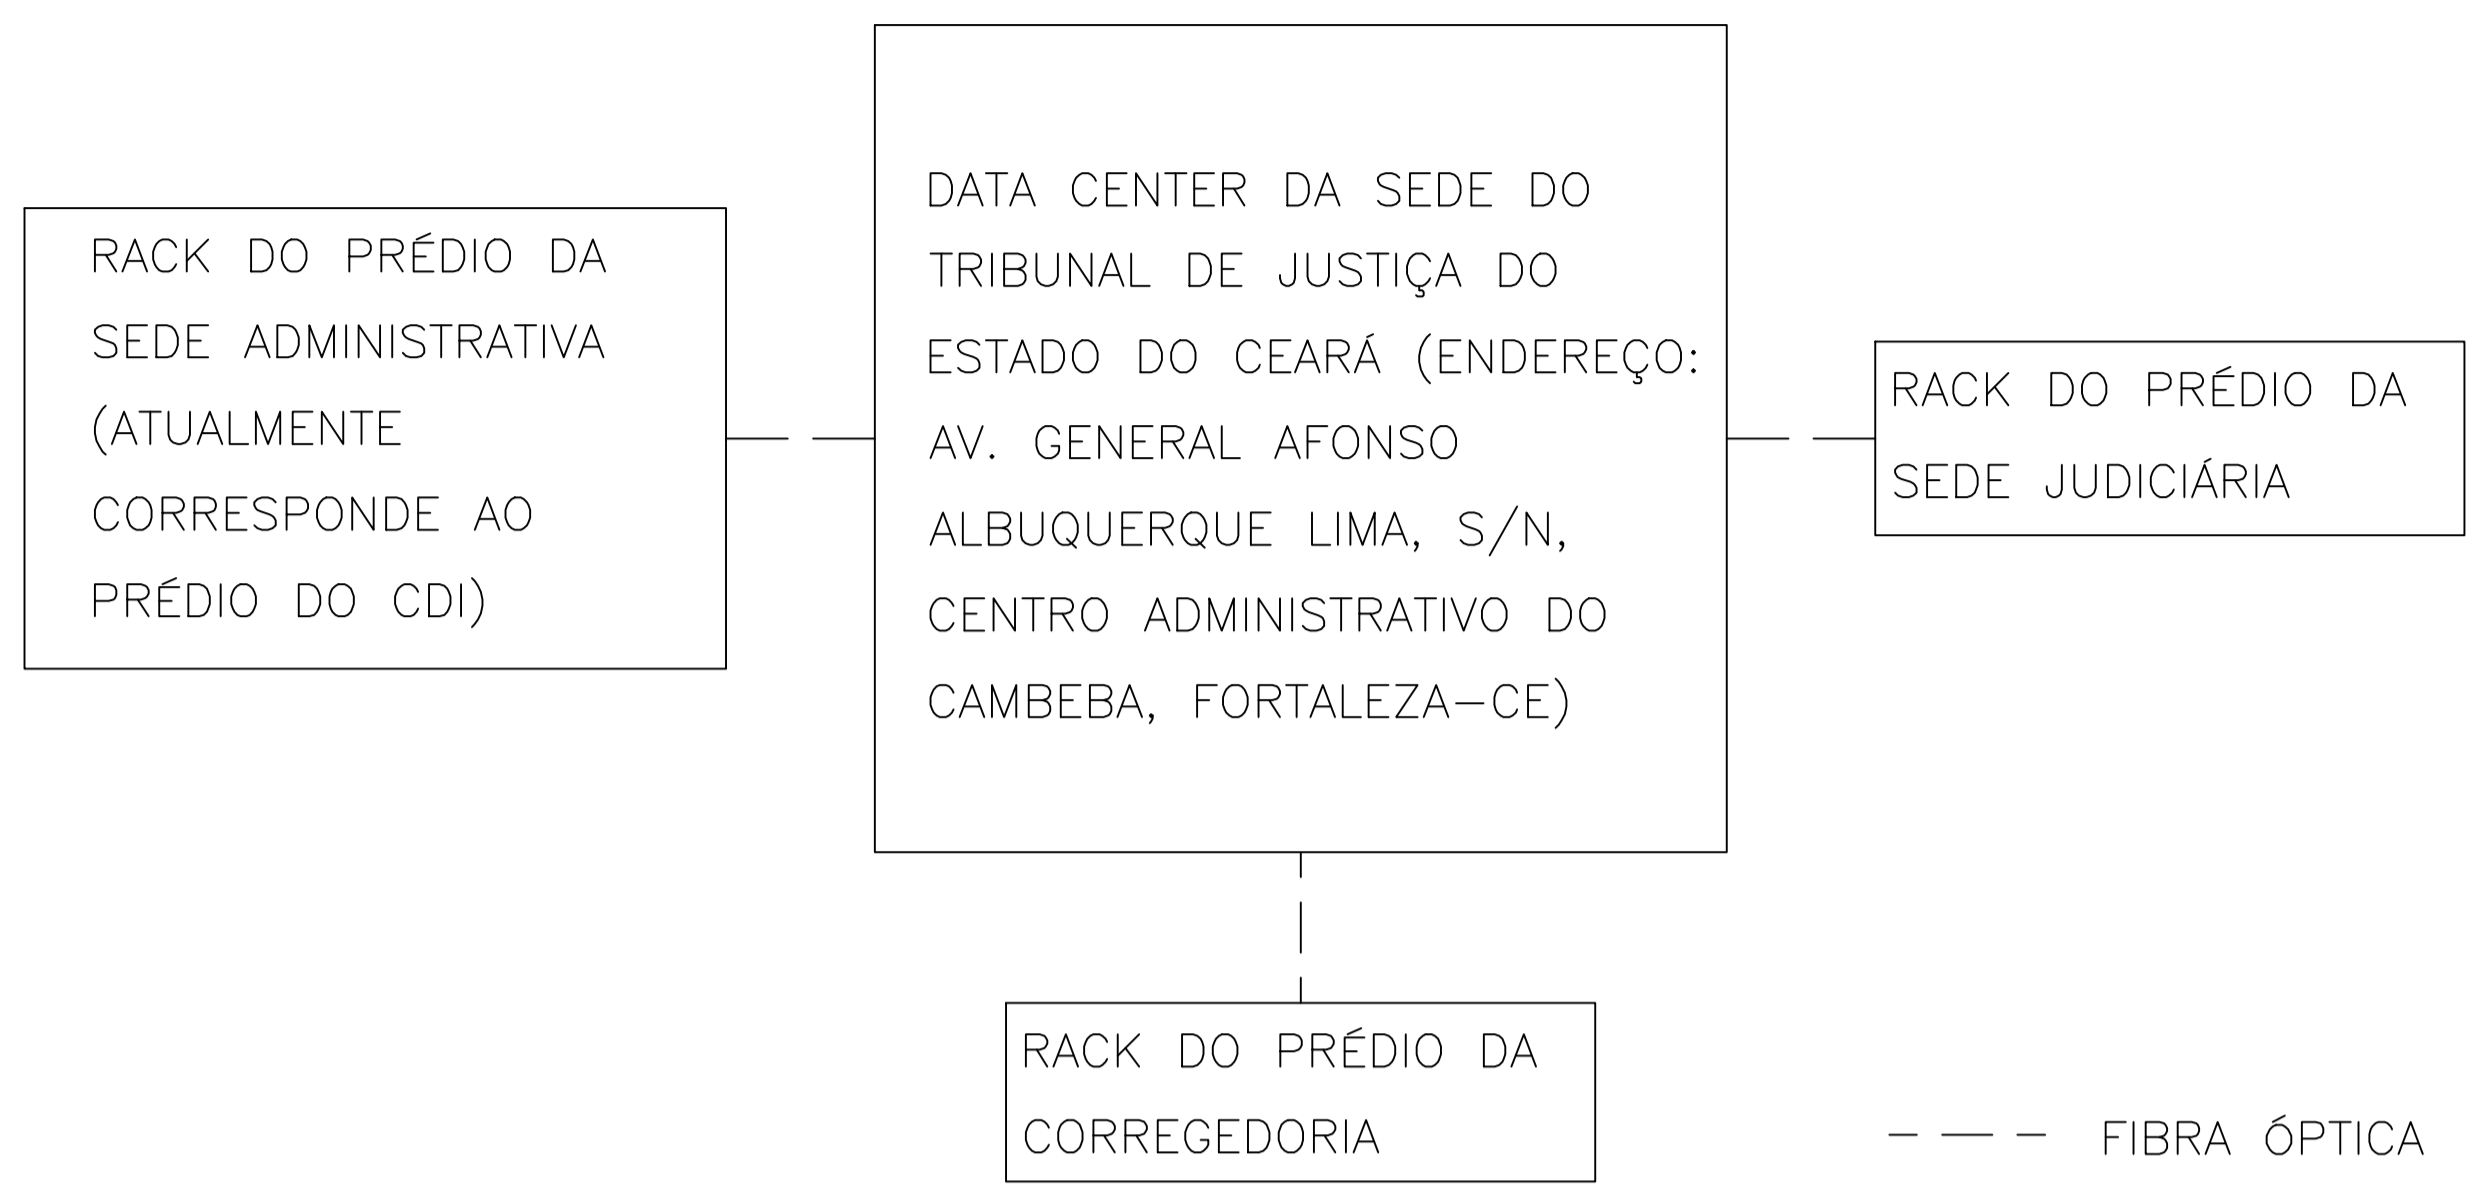 RACK DO PRÉDIO DA
SEDE ADMINISTRATIVA
(ATUALMENTE
CORRESPONDE AO
PRÉDIO DO CDI)
DATA CENTER DA SEDE DO
TRIBUNAL DE JUSTIÇA DO
ESTADO DO CEARÁ (ENDEREÇO:
AV. GENERAL AFONSO
ALBUQUERQUE LIMA, S/N,
CENTRO ADMINISTRATIVO DO
CAMBEBA, FORTALEZA-CE)
RACK DO PRÉDIO DA
SEDE JUDICIÁRIA
RACK DO PRÉDIO DA
CORREGEDORIA
FIBRA ÓPTICA